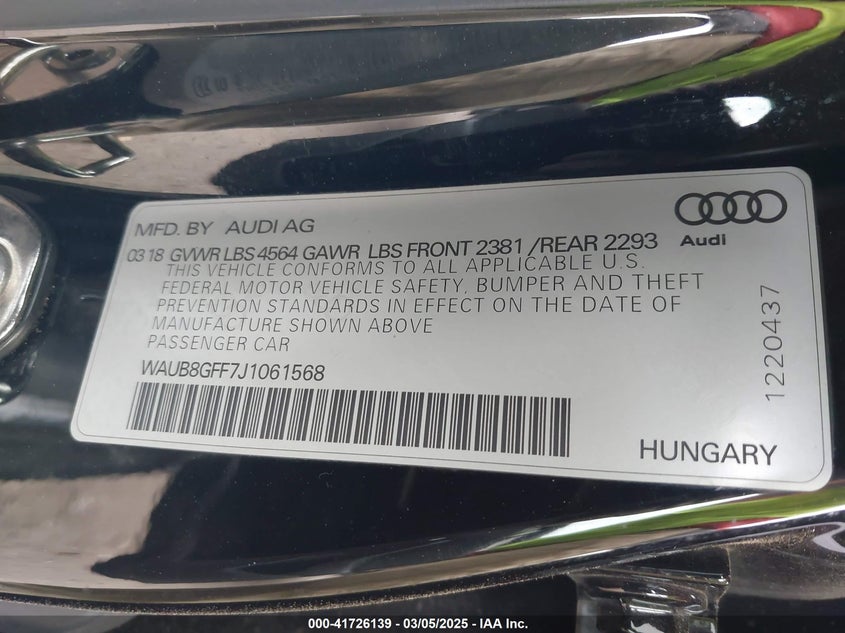 MFD. BY AUDI AG
Audi
03 18 GVWR LBS 4564 GAWR LBS FRONT 2381 /REAR 2293
THIS VEHICLE CONFORMS TO ALL APPLICABLE U.S.
FEDERAL MOTOR VEHICLE SAFETY, BUMPER AND THEFT
PREVENTION STANDARDS IN EFFECT ON THE DATE OF
MANUFACTURE SHOWN ABOVE
PASSENGER CAR
WAUB8GFF7J1061568
1220437
HUNGARY
000-41726139 - 03/05/2025 - IAA Inc.